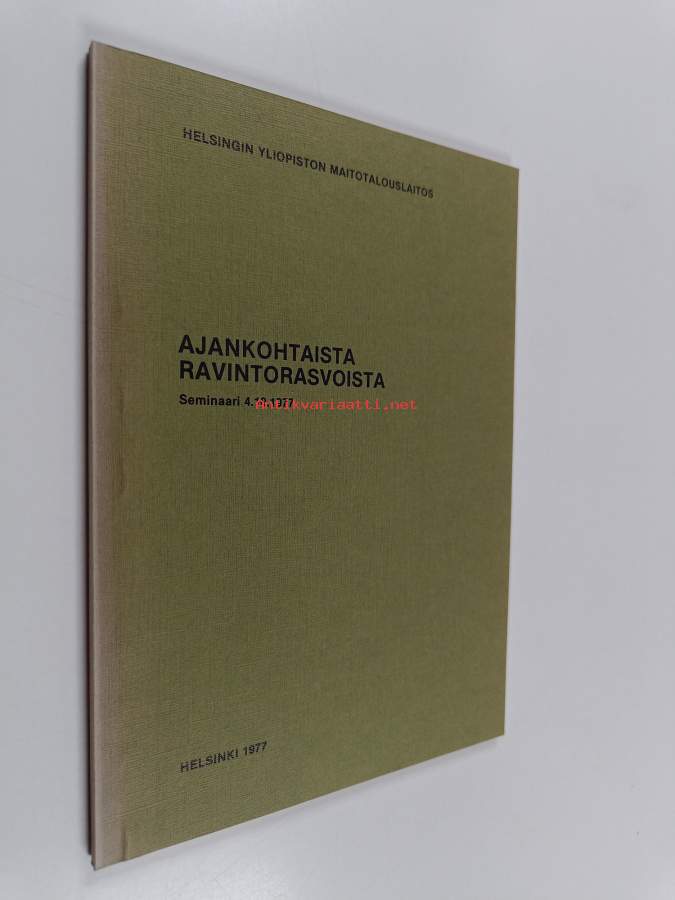 HELSINGIN YLIOPISTON MAITOTALOUSLAITOS
AJANKOHTAISTA
RAVINTORASVOISTA
Seminaari
Antikvariaatti.net
HELSINKI 1977